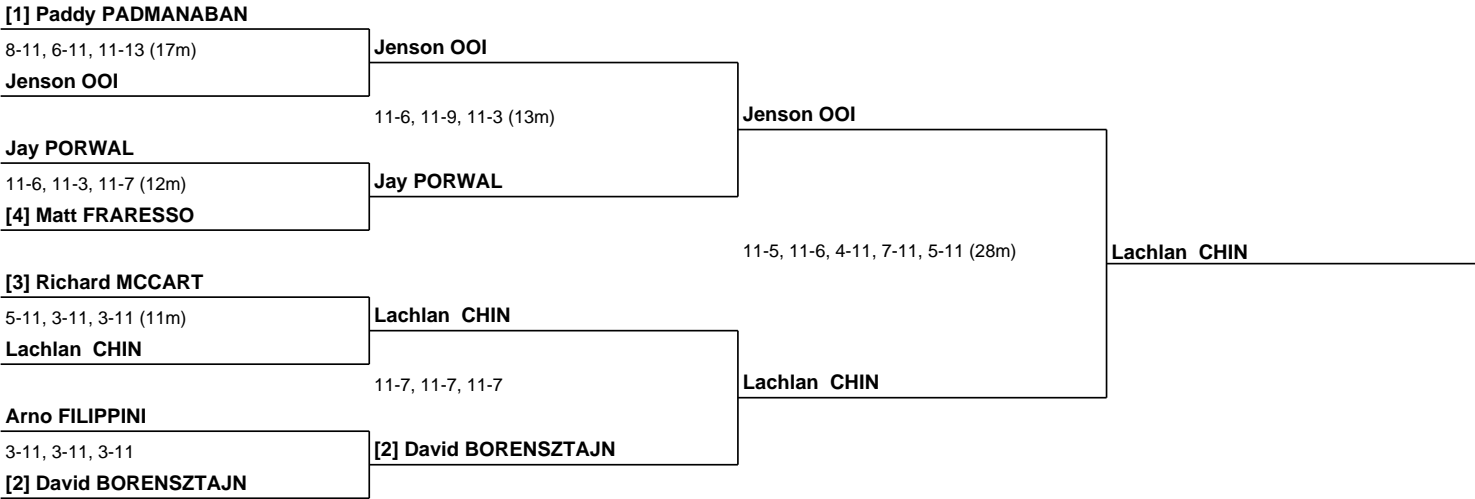 [1] Paddy PADMANABAN
8-11, 6-11, 11-13 (17m)
Jenson OOI
Jenson OOI
11-6, 11-9, 11-3 (13m)
Jenson OOI
Jay PORWAL
11-6, 11-3, 11-7 (12m)
Jay PORWAL
[4] Matt FRARESSO
11-5, 11-6, 4-11, 7-11, 5-11 (28m)
Lachlan CHIN
[3] Richard MCCART
5-11, 3-11, 3-11 (11m)
Lachlan CHIN
Lachlan CHIN
11-7, 11-7, 11-7
Lachlan CHIN
Arno FILIPPINI
3-11, 3-11, 3-11
[2] David BORENSZTAJN
[2] David BORENSZTAJN